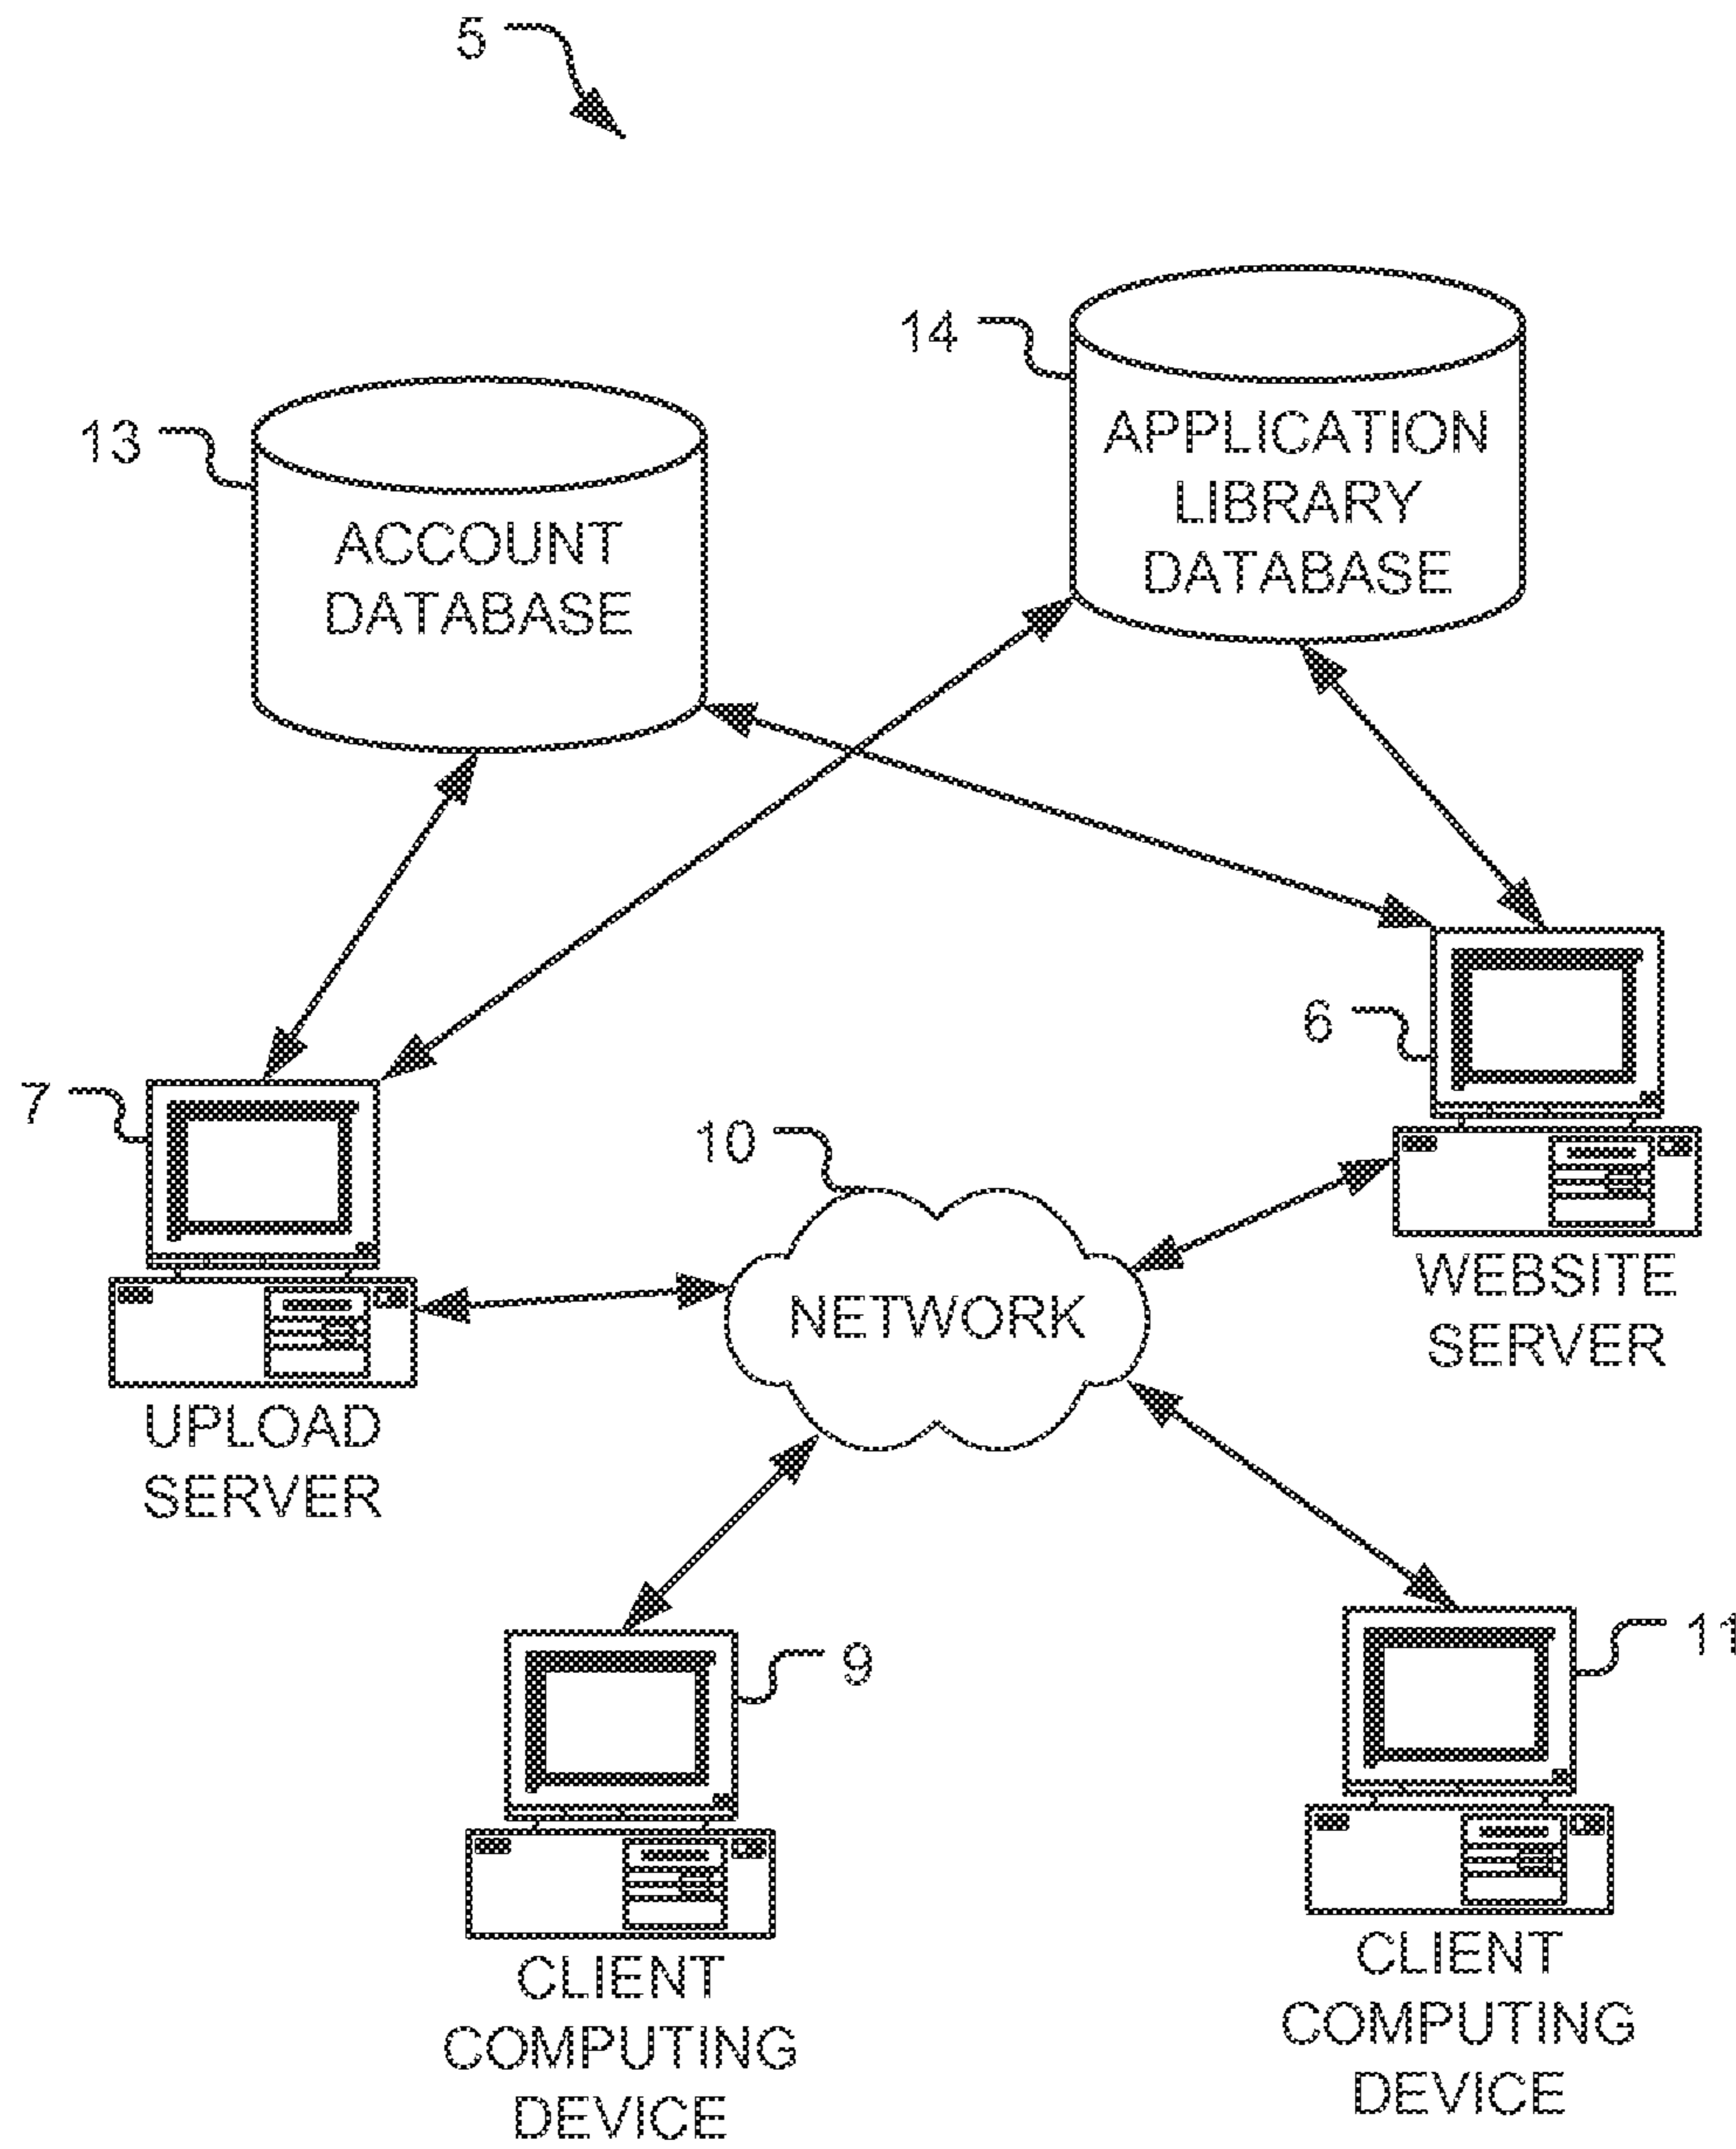 5
14
APPLICATION
LIBRARY
DATABASE
13
ACCOUNT
DATABASE
6
7
10
WEBSITE
SERVER
NETWORK
UPLOAD
SERVER
9
11
CLIENT
COMPUTING
DEVICE
CLIENT
COMPUTING
DEVICE